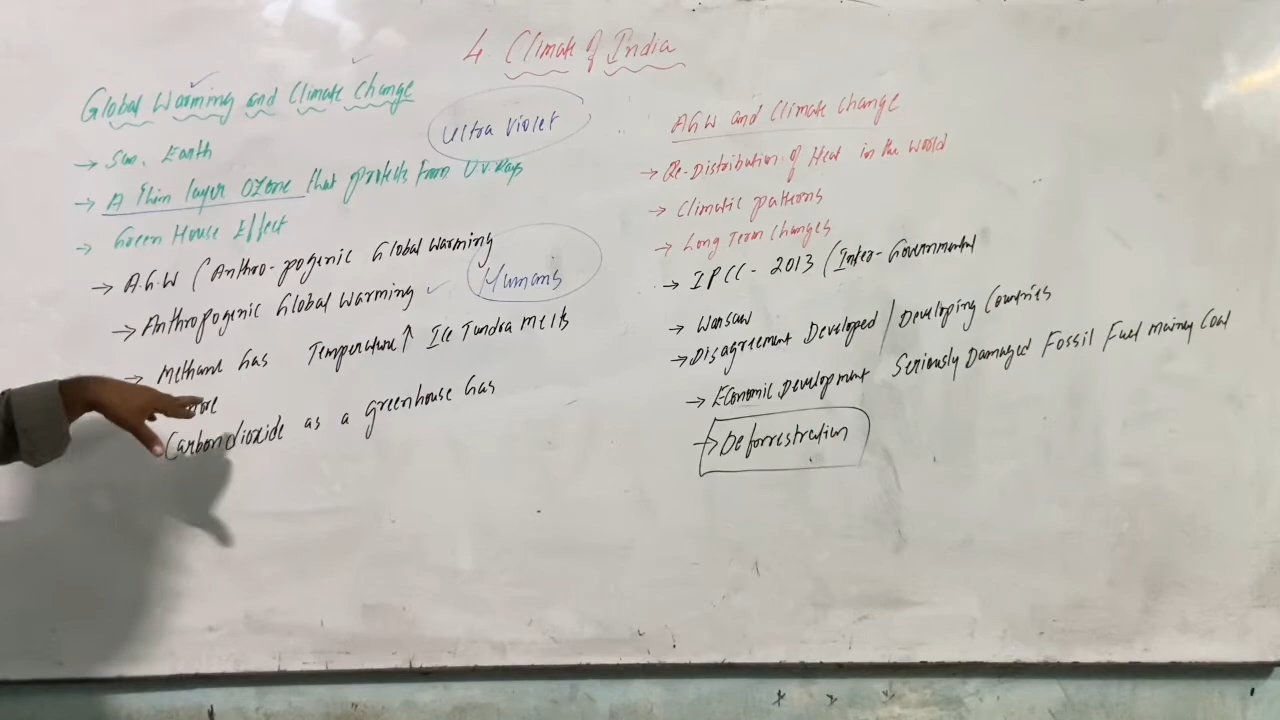 4. Climate of India
Global Warming and Climate Change
Ultra Violet
→ Sun. Earth
→ A Thin layer OZone that protects from U v Rays
→ Green House Effect
→ A.G.W (Anthro-pogenic Global Warming
Humans
→ Anthropogenic Global Warming
→ Methane Gas Temperature ↑ Ice Tundra Melts
Carbondioxide as a greenhouse Gas
AGW and Climate Change
→ Re-Distribution of Heat in the World
→ Climatic patterns
→ Long Term Changes
→ IPCC - 2013 (Inter-Governmental
→ Warsaw
→ Disagreement Developed / Developing Countries
→ Economic Development Seriously Damaged Fossil Fuel mainly Coal
→ Deforrestration